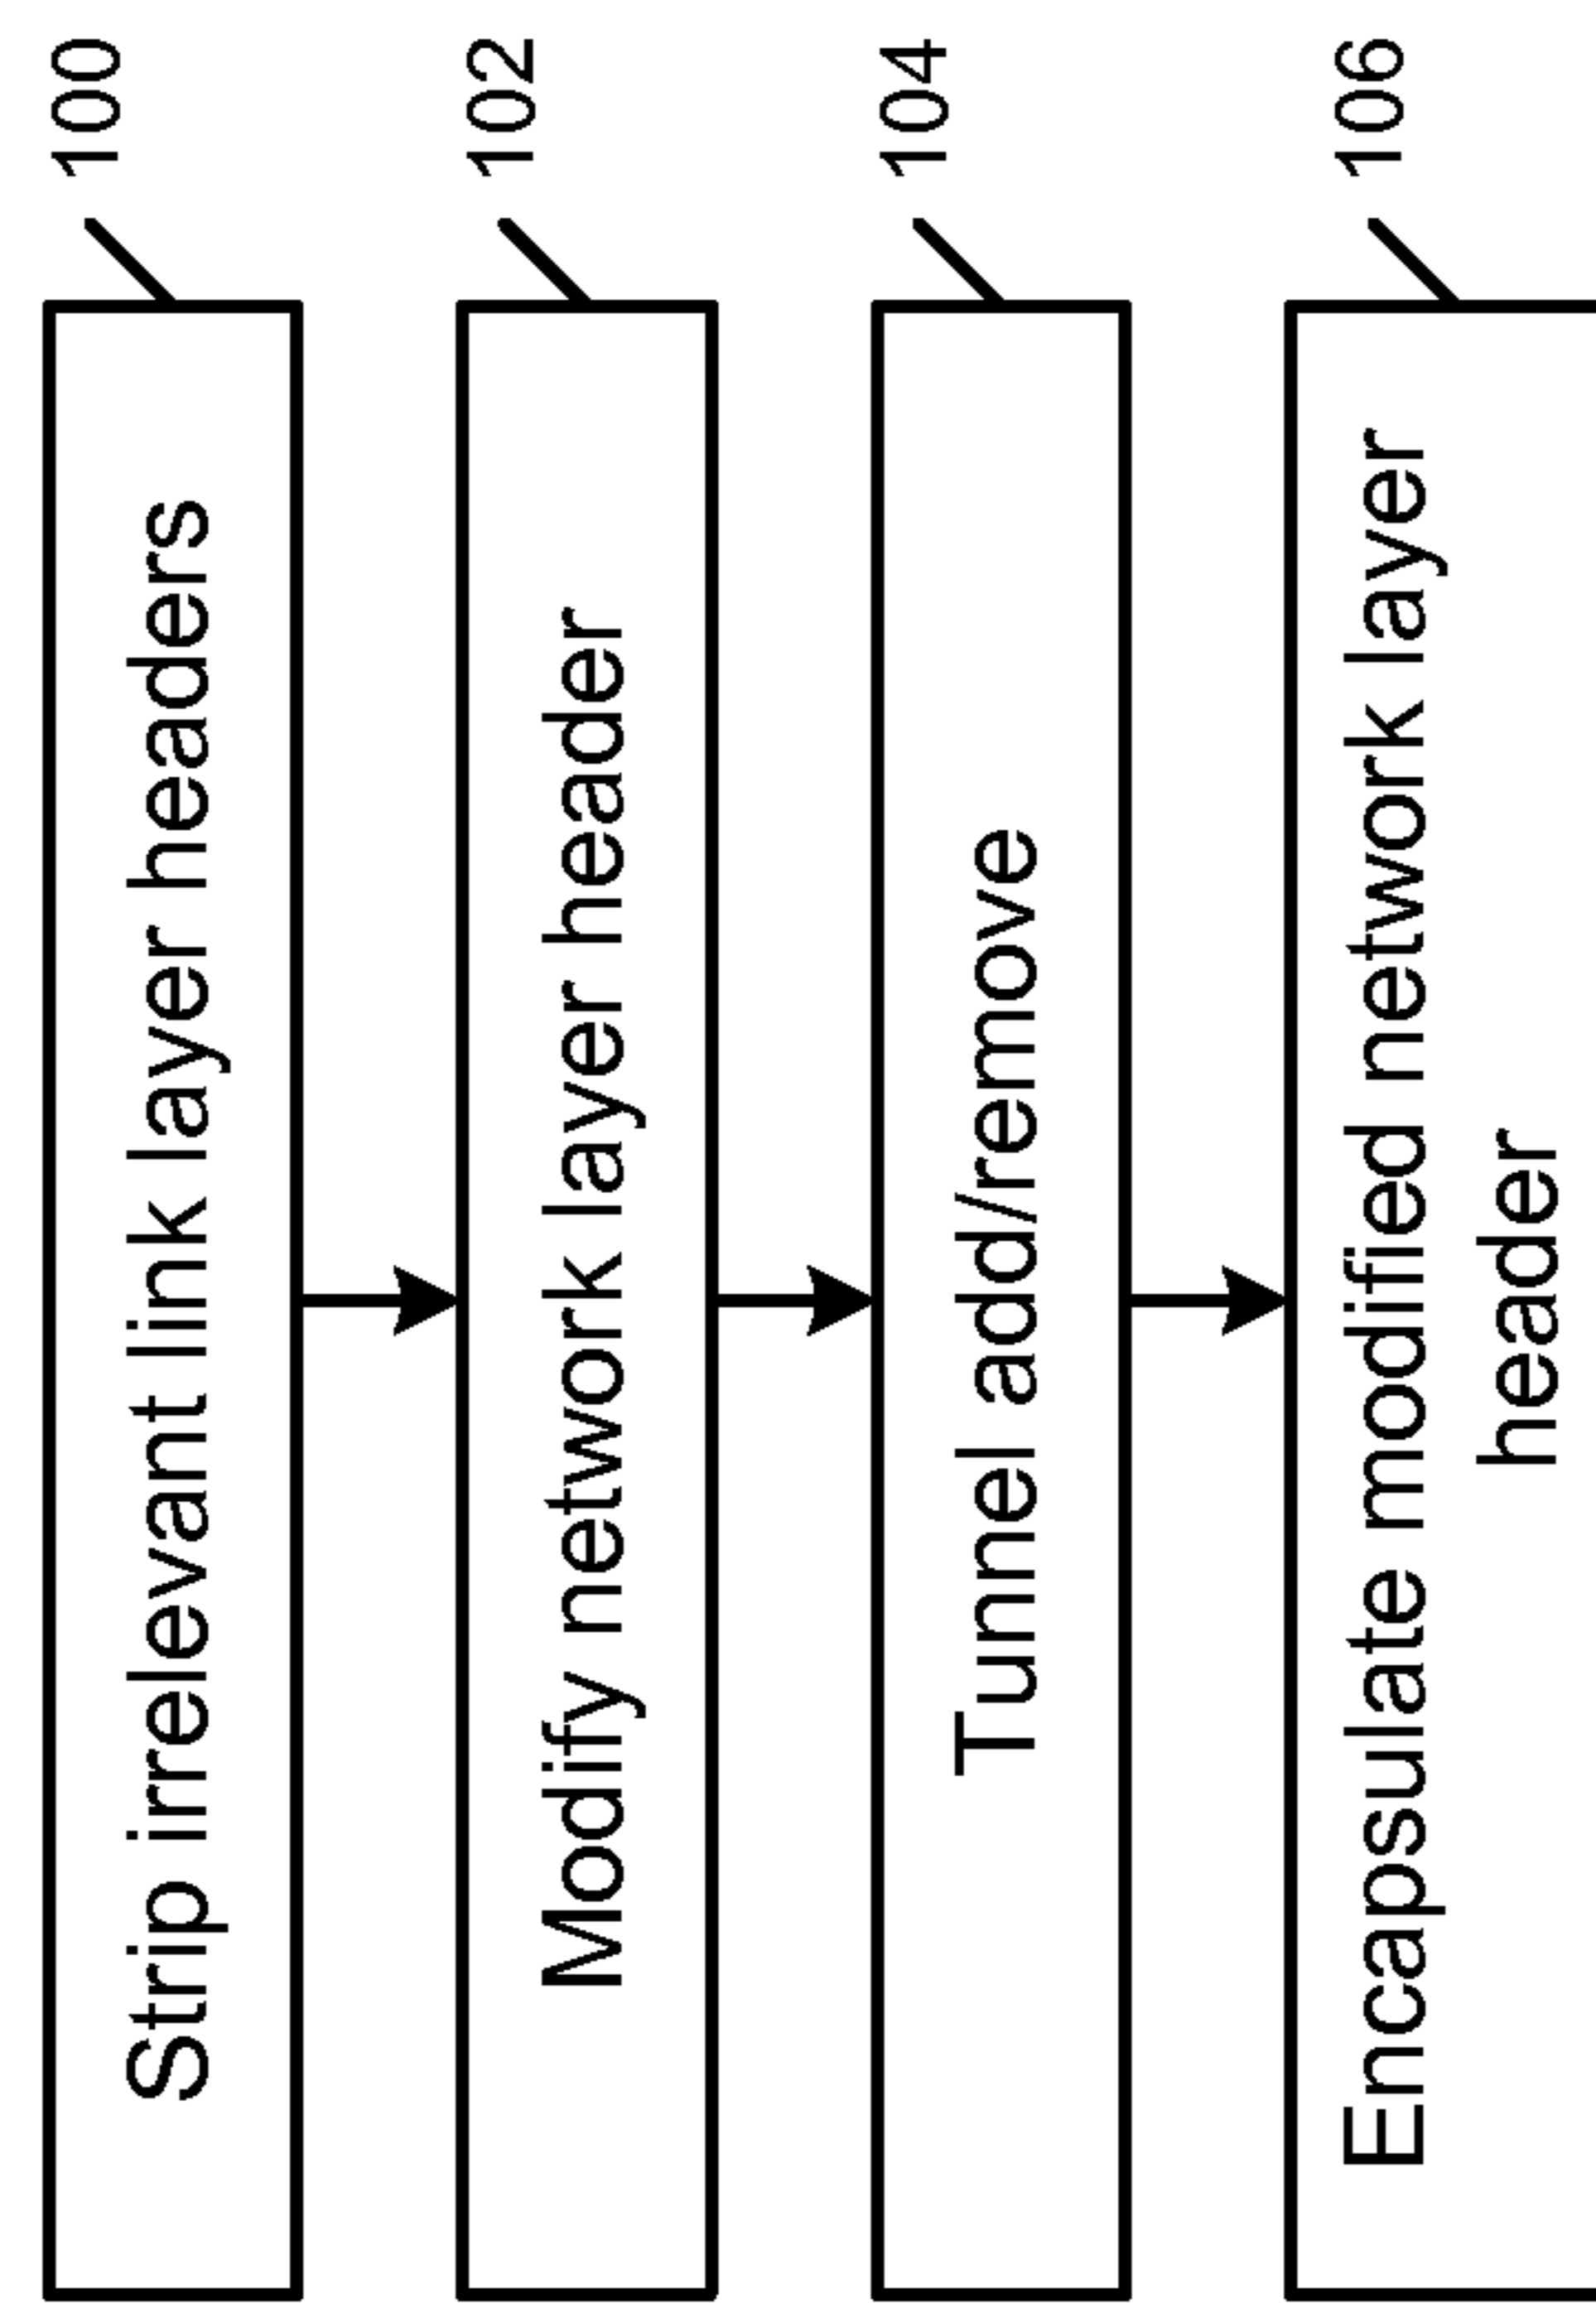 Strip irrelevant link layer headers
100
Modify network layer header
102
Tunnel add/remove
104
Encapsulate modified network layer
header
106